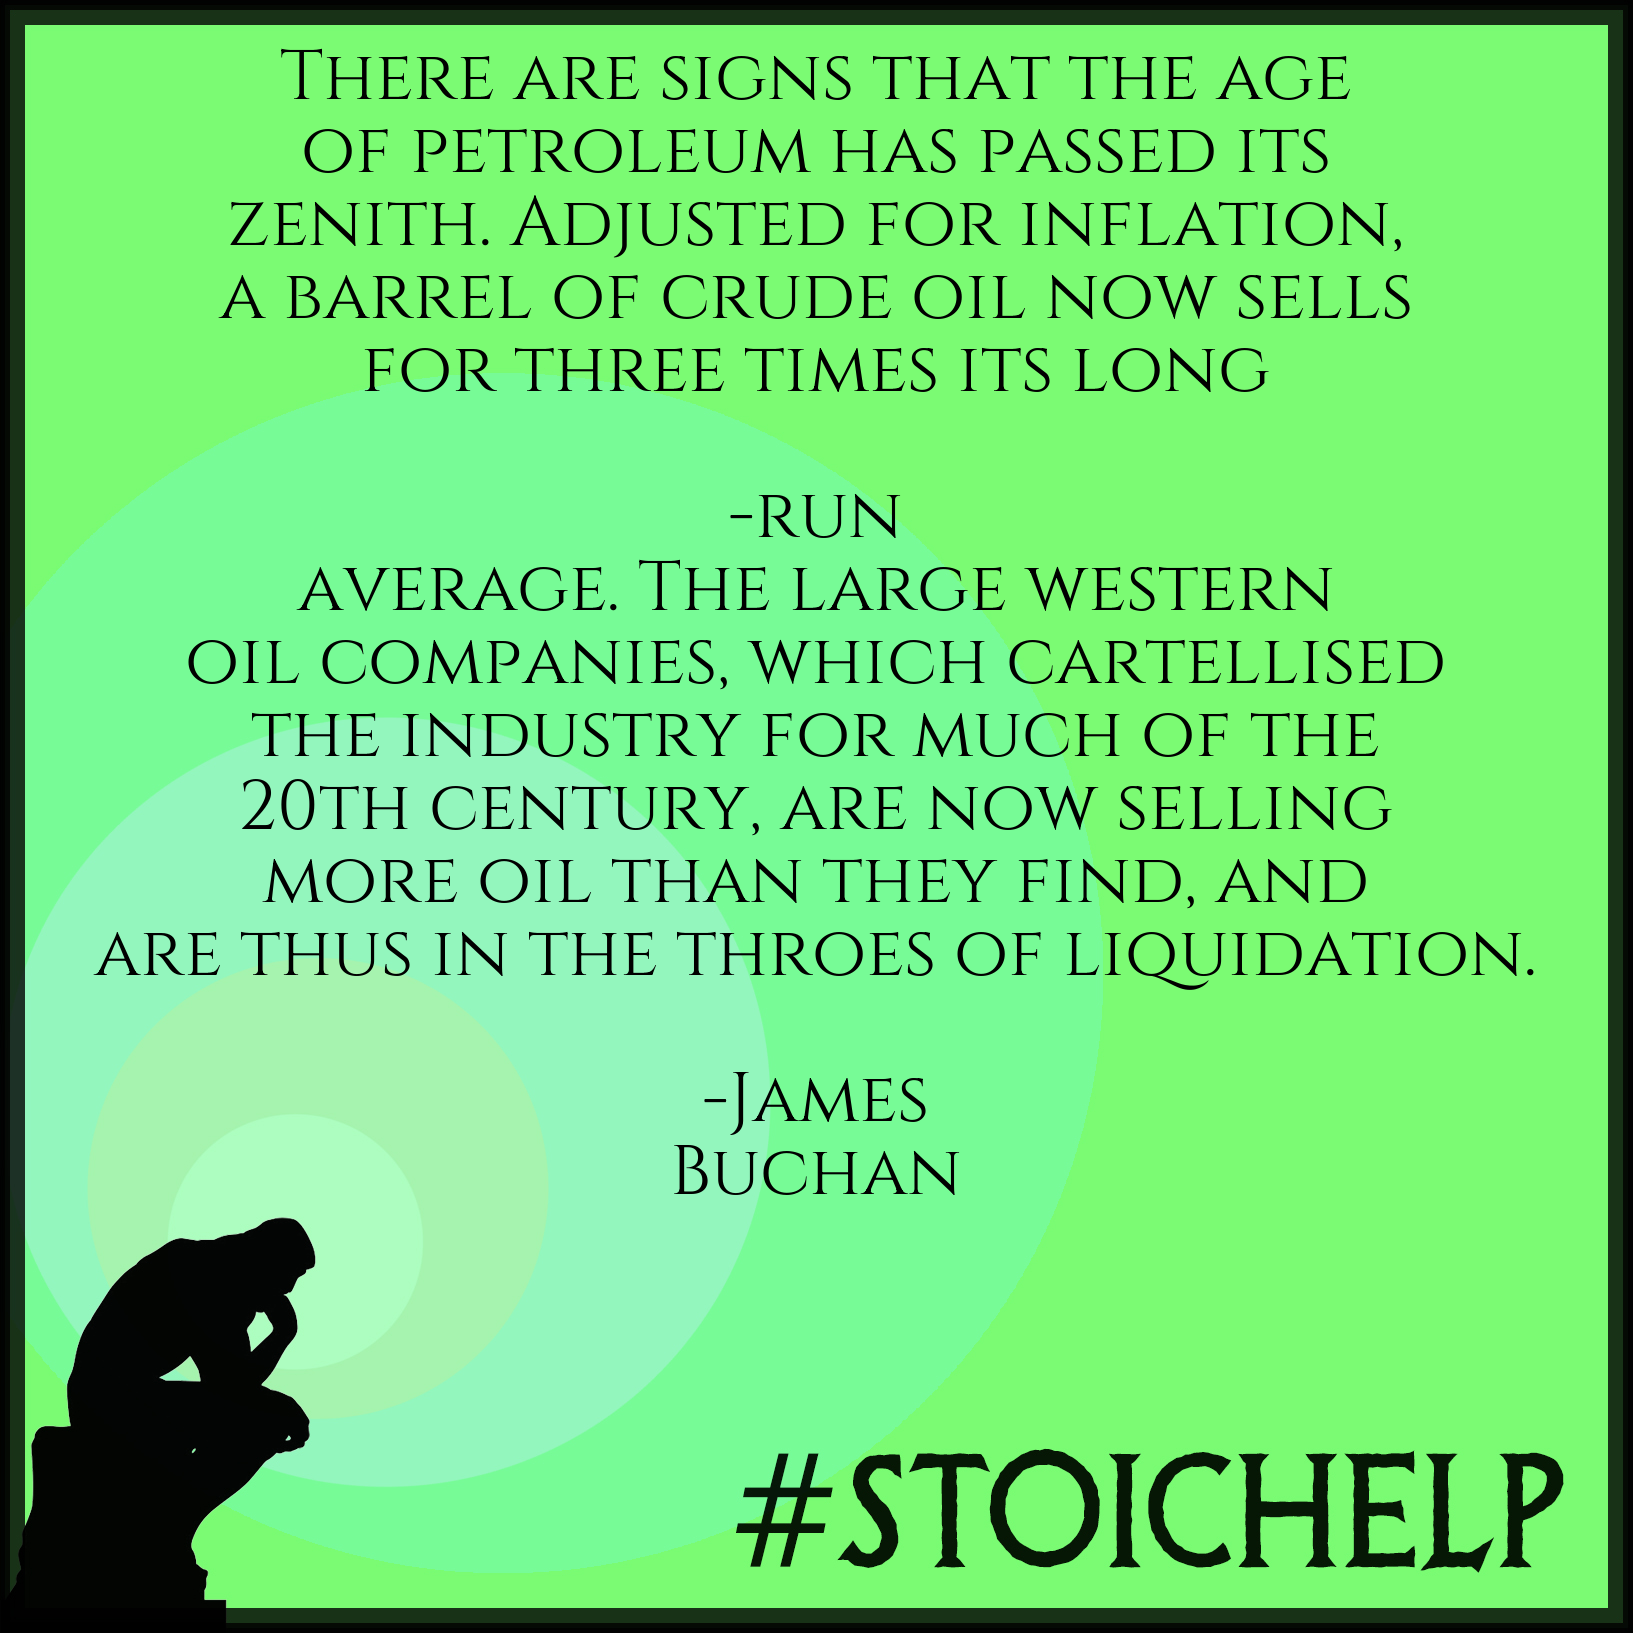 There are signs that the age
of petroleum has passed its
zenith. Adjusted for inflation,
a barrel of crude oil now sells
for three times its long
-run
average. The large western
oil companies, which cartellised
the industry for much of the
20th century, are now selling
more oil than they find, and
are thus in the throes of liquidation.
-James
Buchan
#STOICHELP